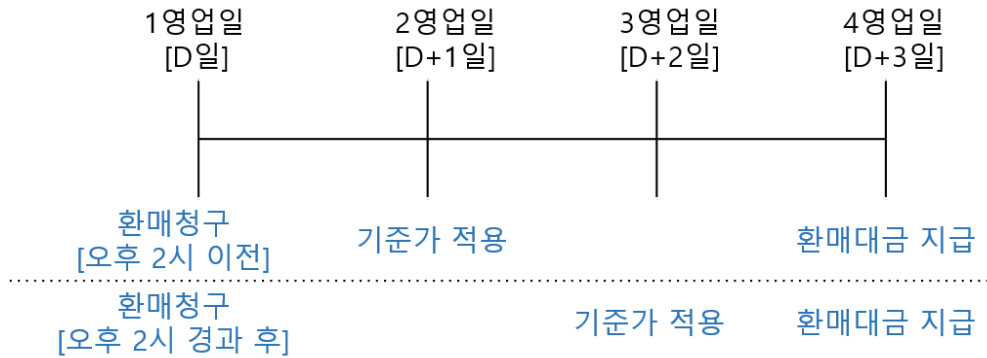 1영업일 2영업일 3영업일 4영업일
[D일] [D+1일] [D+2일] [D+3일]
환매청구
[오후 2시 이전]
기준가 적용
환매대금 지급
환매청구
[오후 2시 경과 후]
기준가 적용
환매대금 지급